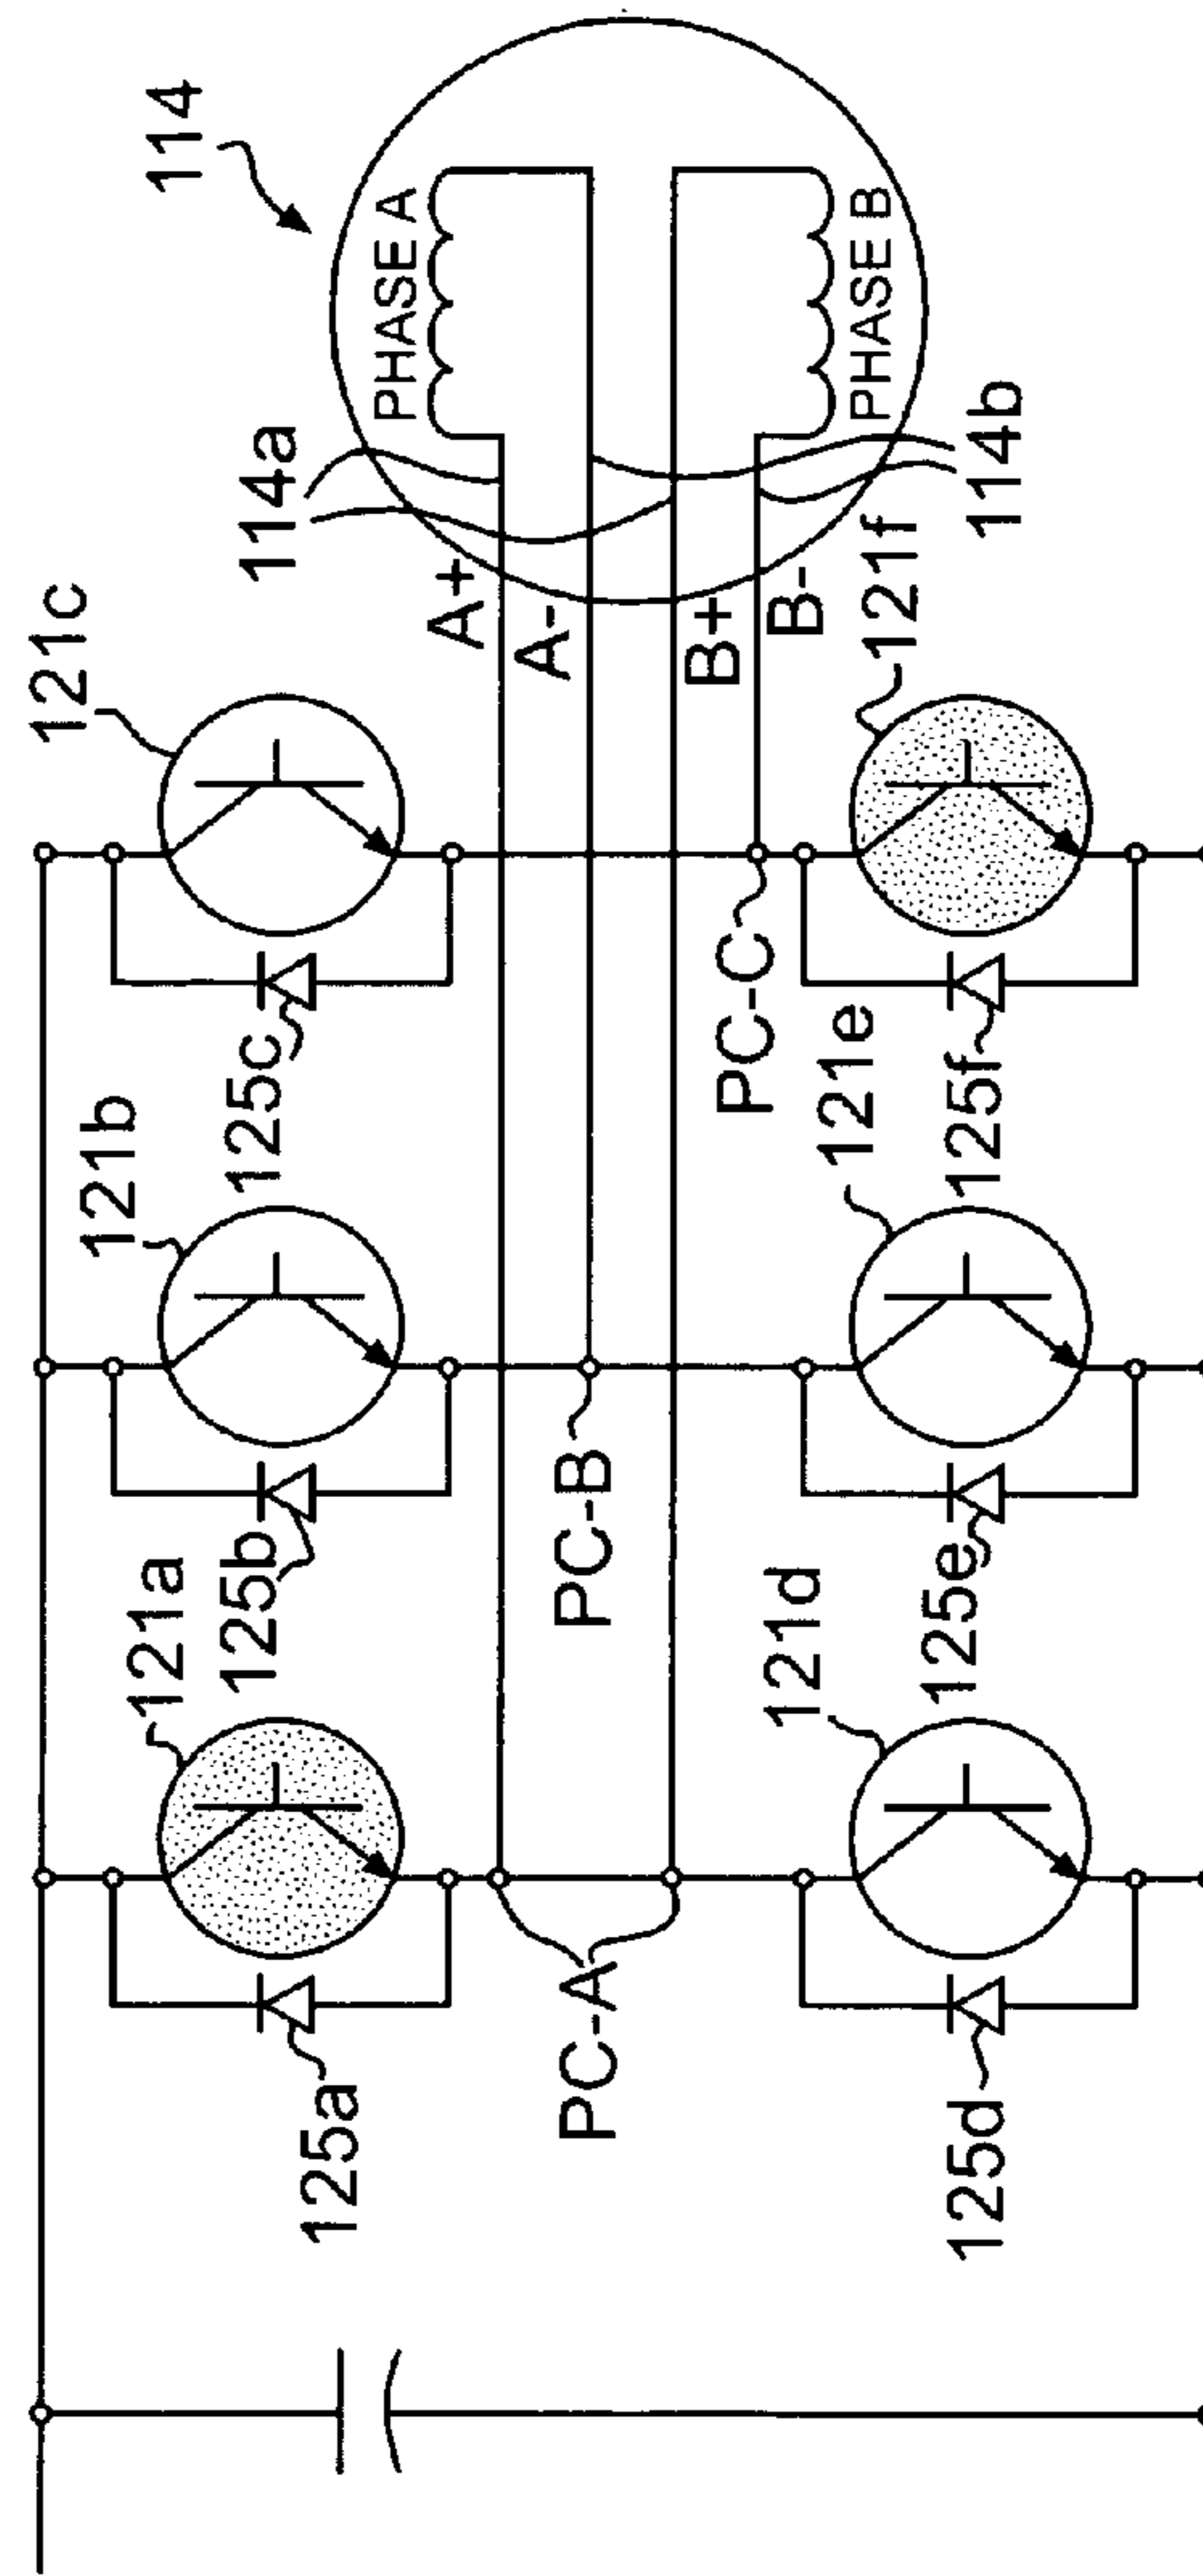 114
PHASE A
PHASE B
114a
114b
A+
A-
B+
B-
121c
121f
125c
PC-C
125f
121b
121e
125b
PC-B
125e
121a
121d
125a
PC-A
125d